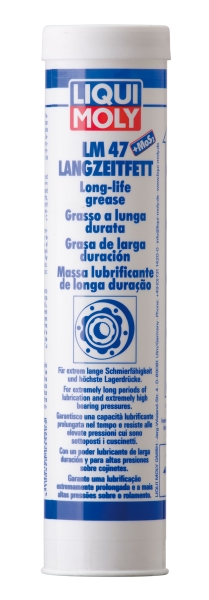 LIQUI
MOLY
LM 47 +MoS2
LANGZEITFETT
Long-life
grease
Grasso a lunga
durata
Grasa de larga
duración
Massa lubrificante
de longa duração
Für extrem lange Schmierfähigkeit
und höchste Lagerdrücke.
For extremely long periods of
lubrication and extremely high
bearing pressures.
Garantisce una capacità lubrificante
prolungata nel tempo e resiste alle
elevate pressioni cui sono
sottoposti i cuscinetti.
Con un poder lubricante de larga
duración y para altas presiones
sobre cojinetes.
Garante uma lubrificação
extremamente prolongada e a mais
altas pressões sobre o rolamento.